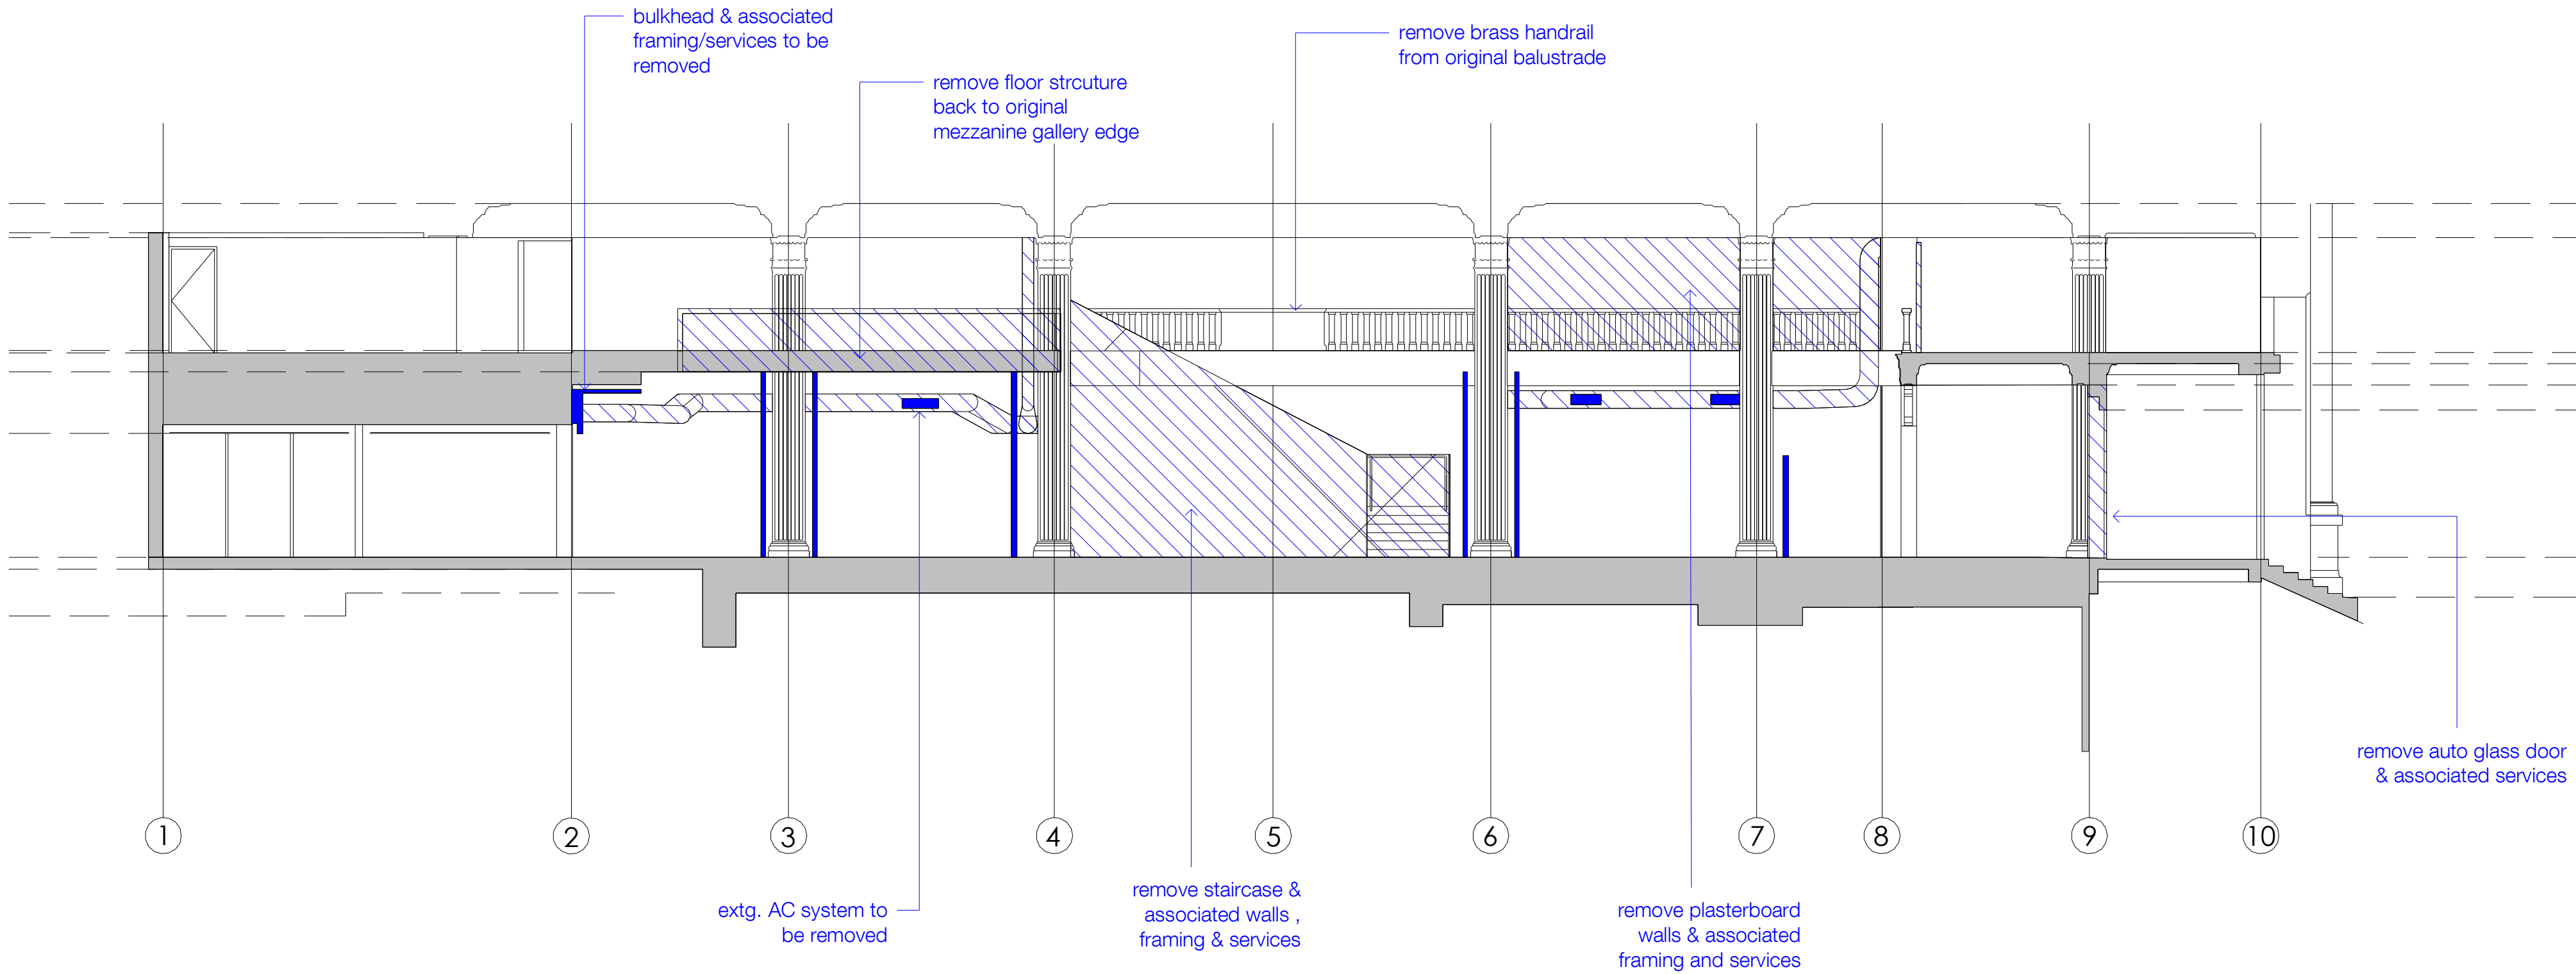 bulkhead & associated
framing/services to be
removed
remove floor strcuture
back to original
mezzanine gallery edge
remove brass handrail
from original balustrade
remove auto glass door
& associated services
1
2
3
4
5
6
7
8
9
10
extg. AC system to
be removed
remove staircase &
associated walls ,
framing & services
remove plasterboard
walls & associated
framing and services